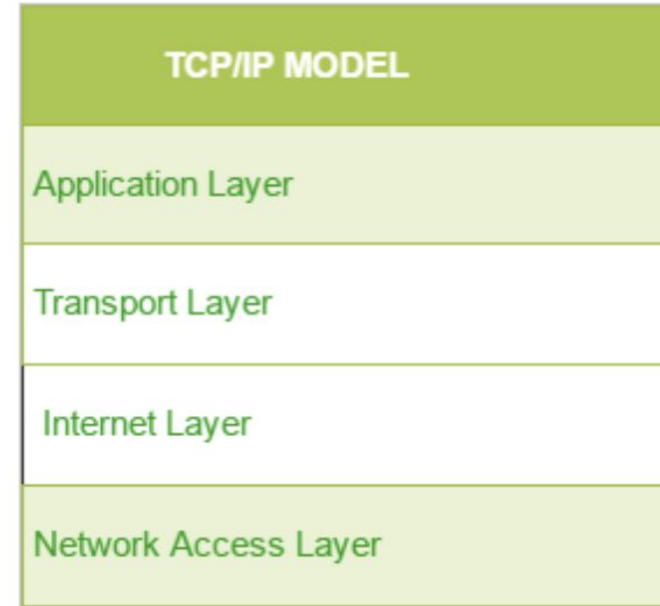 TCP/IP MODEL
Application Layer
Transport Layer
Internet Layer
Network Access Layer